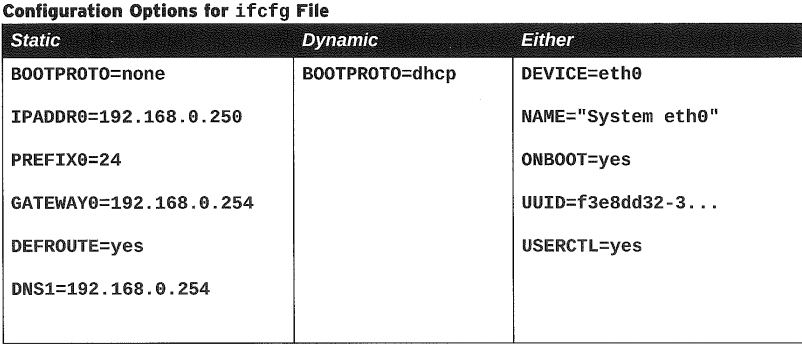 Configuration Options for ifcfg File
Static Dynamic Either
BOOTPROTO=none BOOTPROTO=dhcp DEVICE=eth0
IPADDR0=192.168.0.250 NAME="System eth0"
PREFIX0=24 ONBOOT=yes
GATEWAY0=192.168.0.254 UUID=f3e8dd32-3...
DEFROUTE=yes USERCTL=yes
DNS1=192.168.0.254